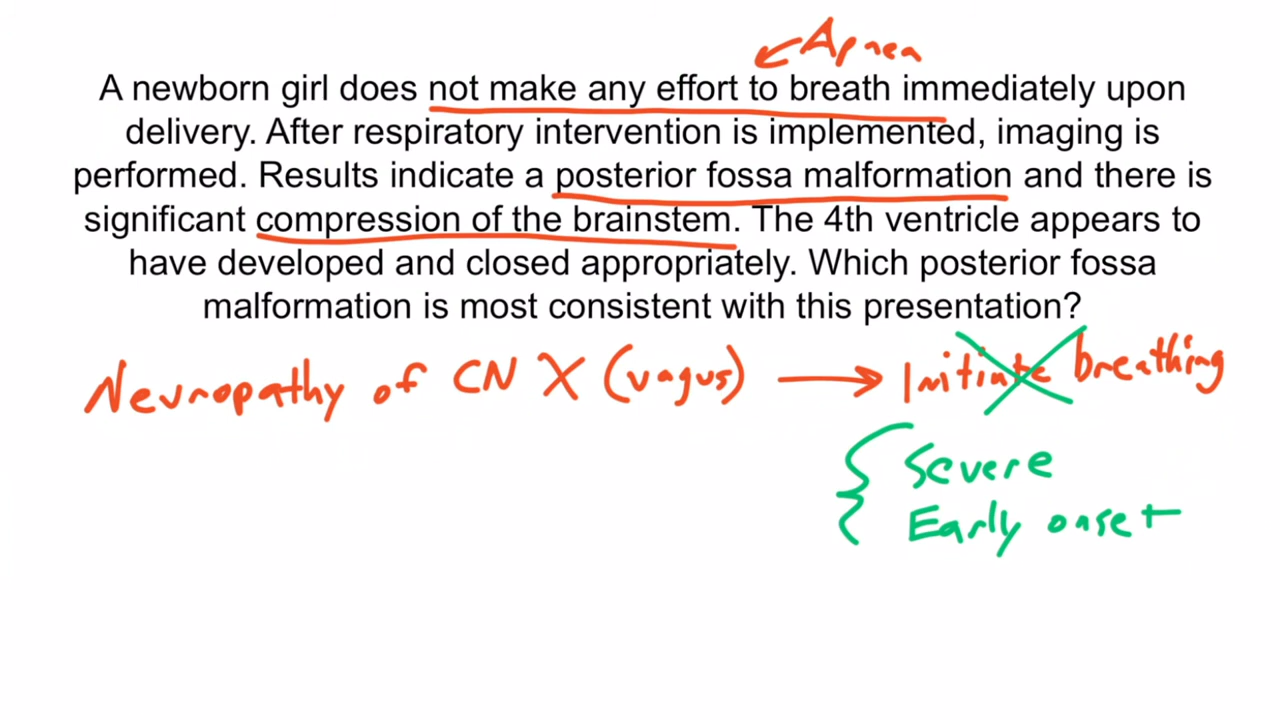 Apnea
A newborn girl does not make any effort to breath immediately upon
delivery. After respiratory intervention is implemented, imaging is
performed. Results indicate a posterior fossa malformation and there is
significant compression of the brainstem. The 4th ventricle appears to
have developed and closed appropriately. Which posterior fossa
malformation is most consistent with this presentation?
Neuropathy of CN X (vagus) → Initiate breathing
Severe
Early onset